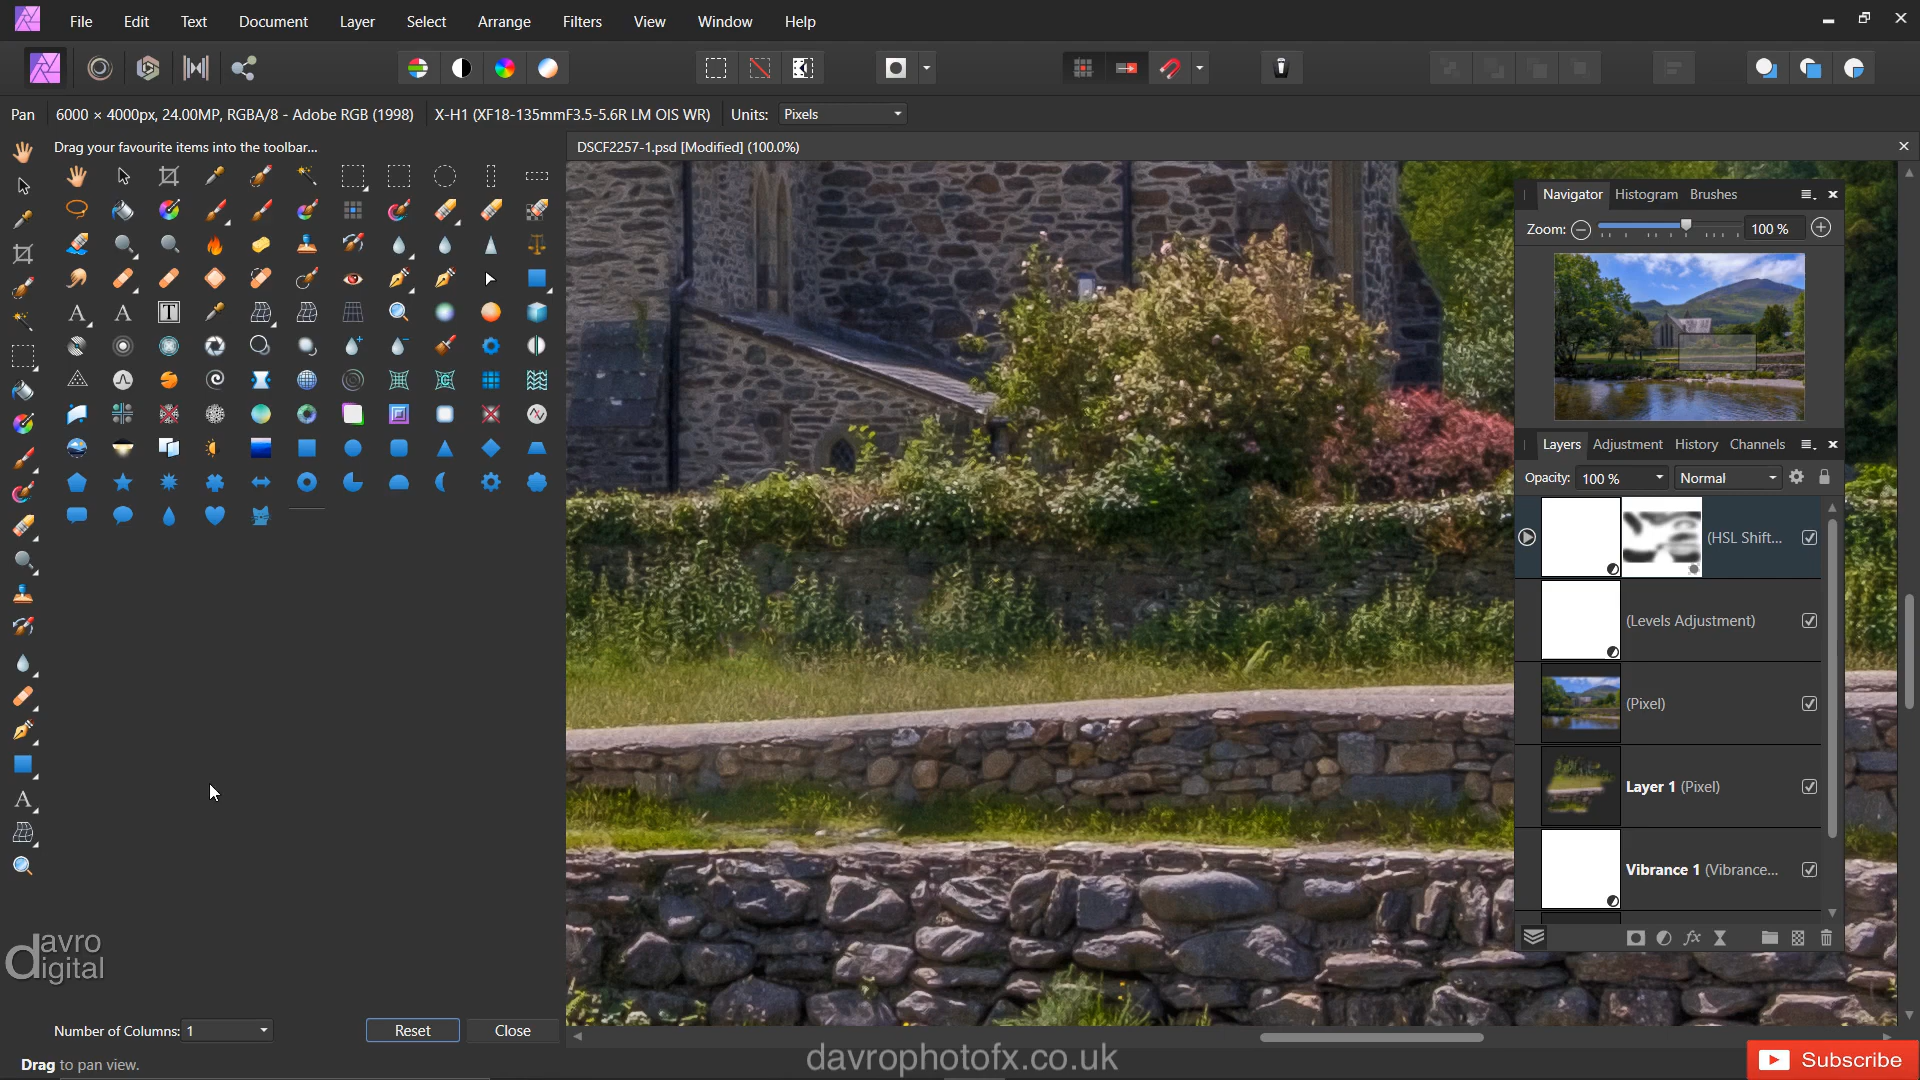 File Edit Text Document Layer Select Arrange Filters View Window Help
Pan 6000 × 4000px, 24.00MP, RGBA/8 - Adobe RGB (1998) X-H1 (XF18-135mmF3.5-5.6R LM OIS WR) Units: Pixels
Drag your favourite items into the toolbar...
DSCF2257-1.psd [Modified] (100.0%)
Navigator Histogram Brushes
Zoom: 100 %
Layers Adjustment History Channels
Opacity: 100 % Normal
(HSL Shift...
(Levels Adjustment)
(Pixel)
Layer 1 (Pixel)
Vibrance 1 (Vibrance...
davro
digital
Number of Columns: 1 Reset Close
Drag to pan view.
davrophotofx.co.uk
Subscribe